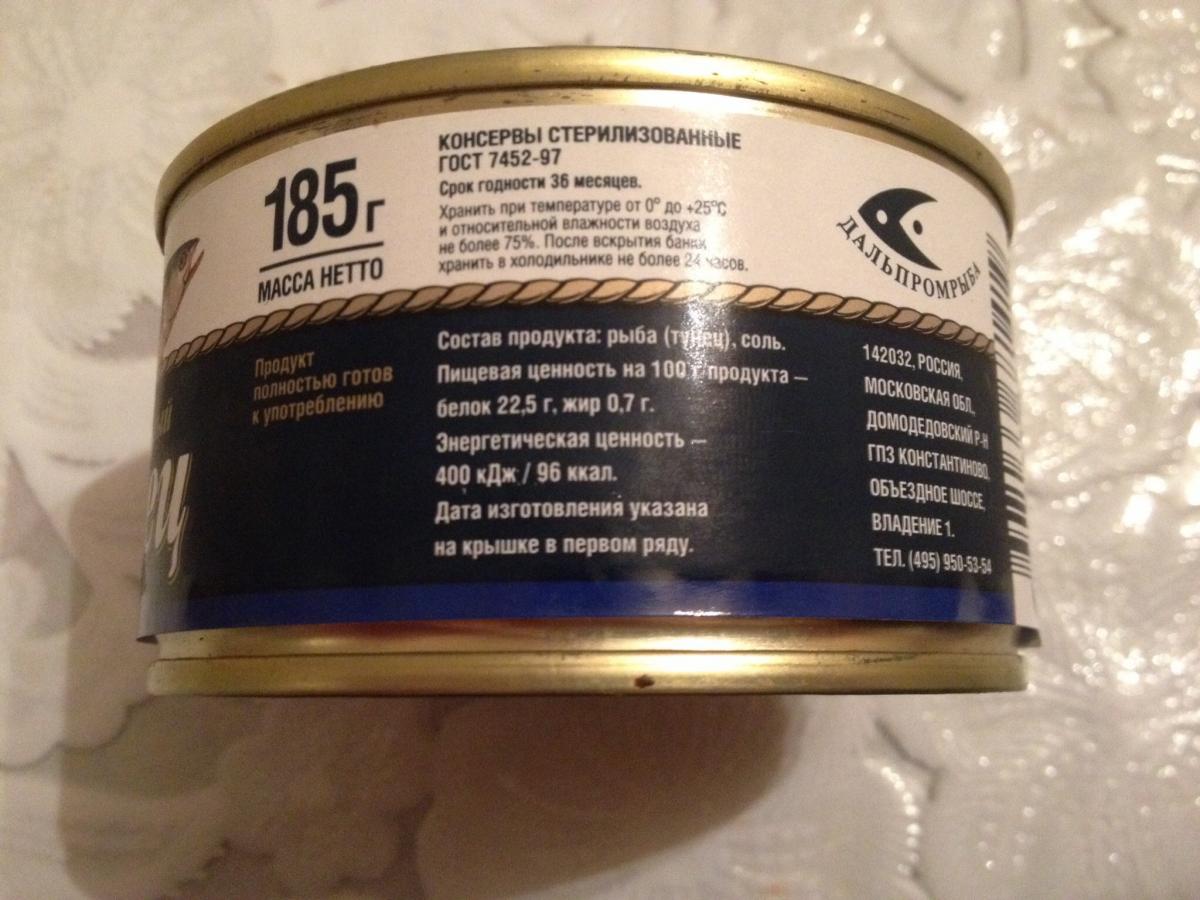 185 г
МАССА НЕТТО
КОНСЕРВЫ СТЕРИЛИЗОВАННЫЕ
ГОСТ 7452-97
Срок годности 36 месяцев.
Хранить при температуре от 0° до +25°С
и относительной влажности воздуха
не более 75%. После вскрытия банки
хранить в холодильнике не более 24 часов.
ДАЛЬПРОМРЫБА
Продукт
полностью готов
к употреблению
Состав продукта: рыба (тунец), соль.
Пищевая ценность на 100 г продукта –
белок 22,5 г, жир 0,7 г.
Энергетическая ценность –
400 кДж / 96 ккал.
Дата изготовления указана
на крышке в первом ряду.
142032, РОССИЯ,
МОСКОВСКАЯ ОБЛ.,
ДОМОДЕДОВСКИЙ Р-Н
ГПЗ КОНСТАНТИНОВО,
ОБЪЕЗДНОЕ ШОССЕ,
ВЛАДЕНИЕ 1.
ТЕЛ. (495) 950-53-54